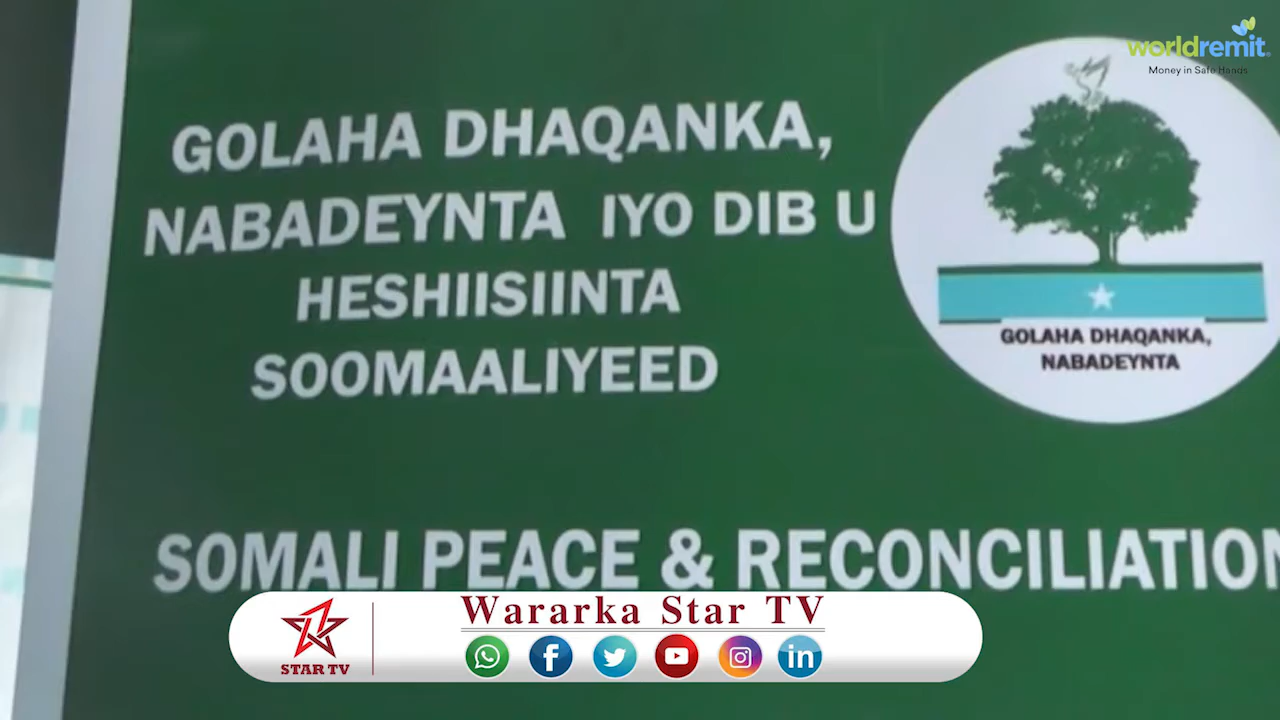 worldremit
Money in Safe Hands
GOLAHA DHAQANKA,
NABADEYNTA IYO DIB U
HESHIISIINTA
SOOMAALIYEED
GOLAHA DHAQANKA,
NABADEYNTA
SOMALI PEACE & RECONCILIATION
Wararka Star TV
STAR TV